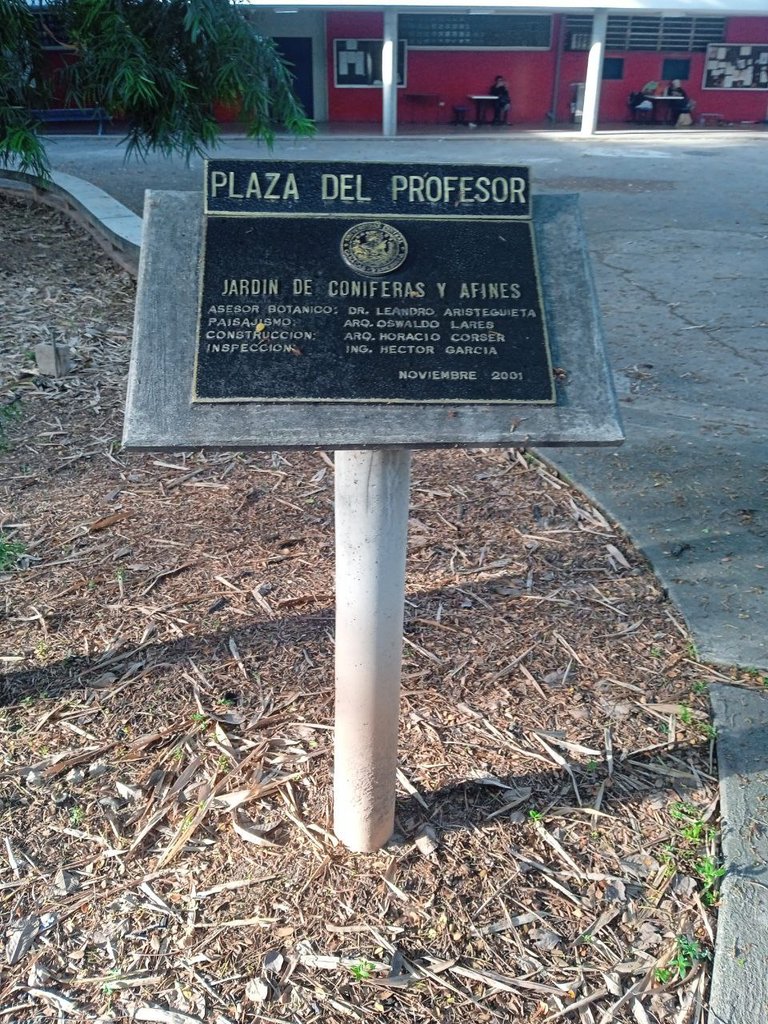 PLAZA DEL PROFESOR
JARDIN DE CONIFERAS Y AFINES
ASESOR BOTANICO: DR. LEANDRO ARISTEGUIETA
PAISAJISMO: ARQ. OSWALDO LARES
CONSTRUCCION: ARQ. HORACIO CORSER
INSPECCION: ING. HECTOR GARCIA
NOVIEMBRE 2001